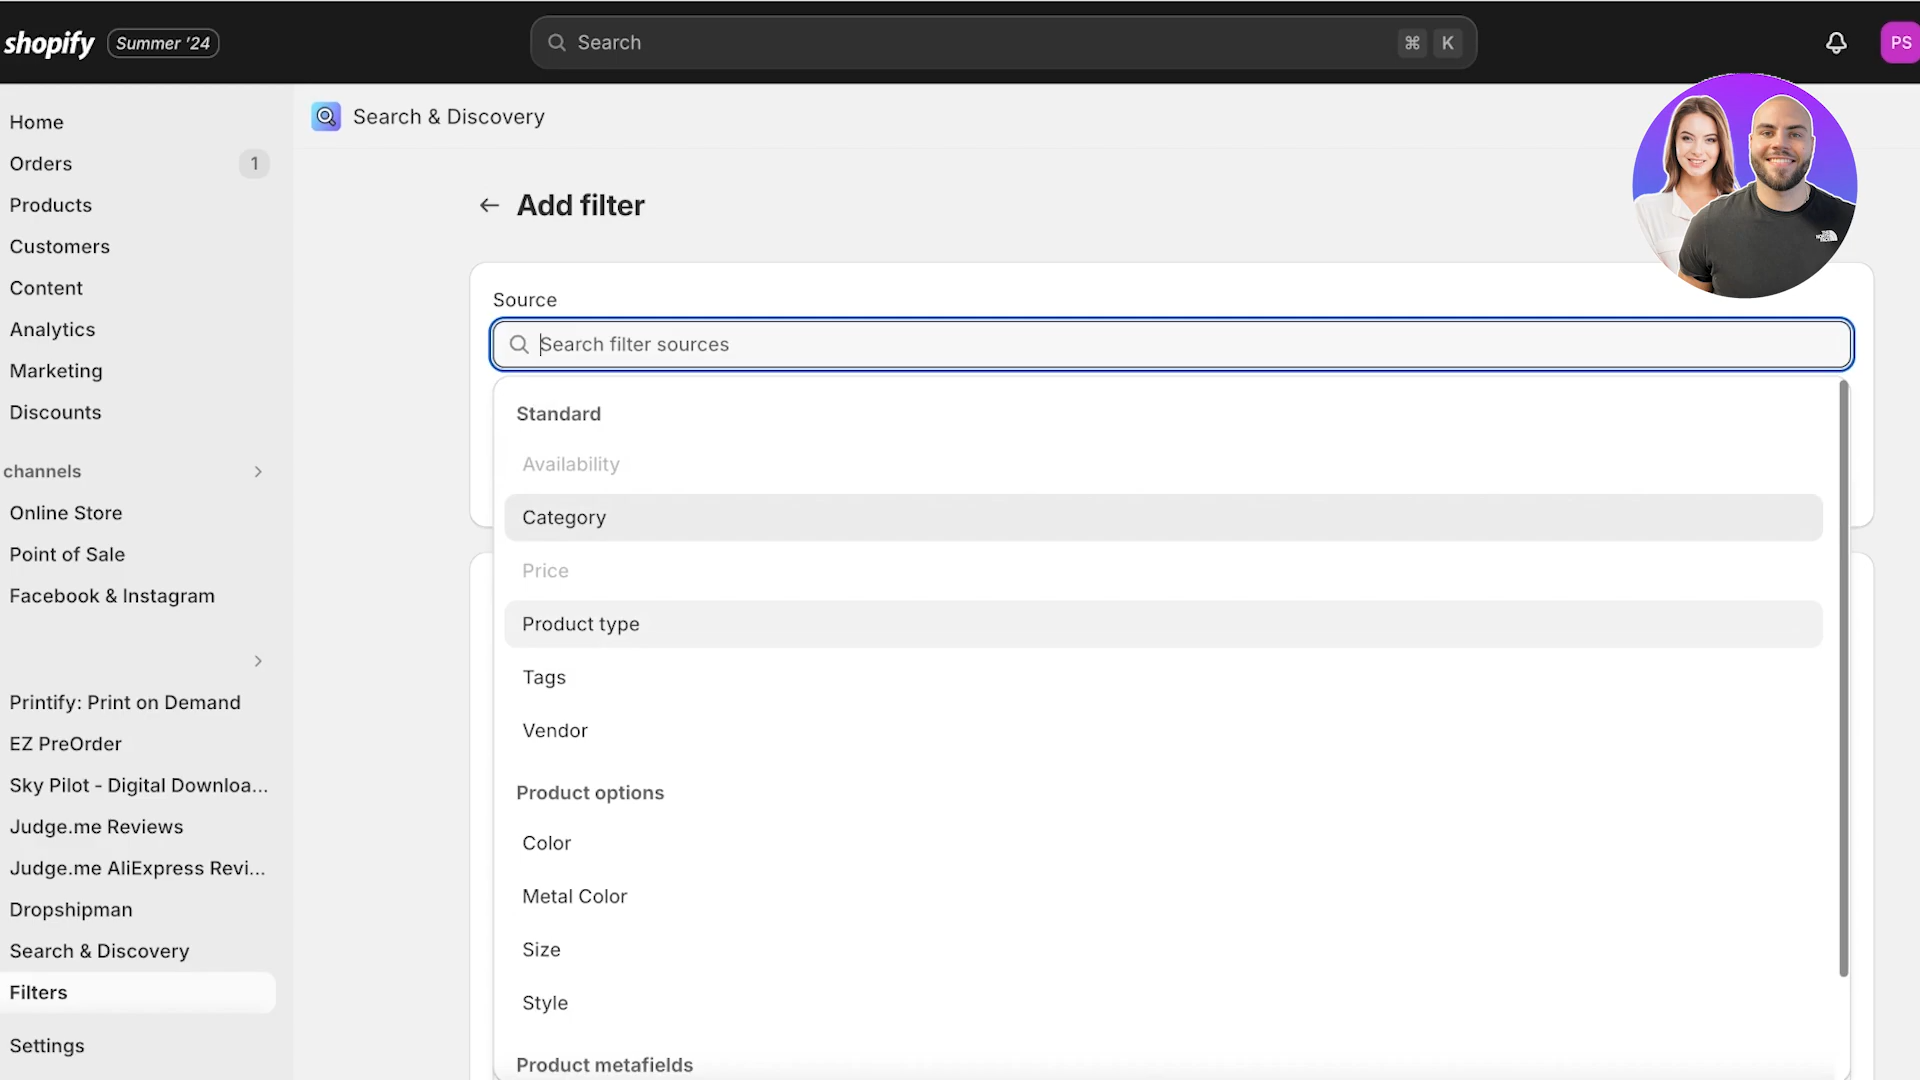 shopify
Summer '24
Search
⌘ K
PS
Home
Orders 1
Products
Customers
Content
Analytics
Marketing
Discounts
channels
Online Store
Point of Sale
Facebook & Instagram
Printify: Print on Demand
EZ PreOrder
Sky Pilot - Digital Downloa...
Judge.me Reviews
Judge.me AliExpress Revi...
Dropshipman
Search & Discovery
Filters
Settings
Search & Discovery
Add filter
Source
Search filter sources
Standard
Availability
Category
Price
Product type
Tags
Vendor
Product options
Color
Metal Color
Size
Style
Product metafields
THE
NORTH
FACE